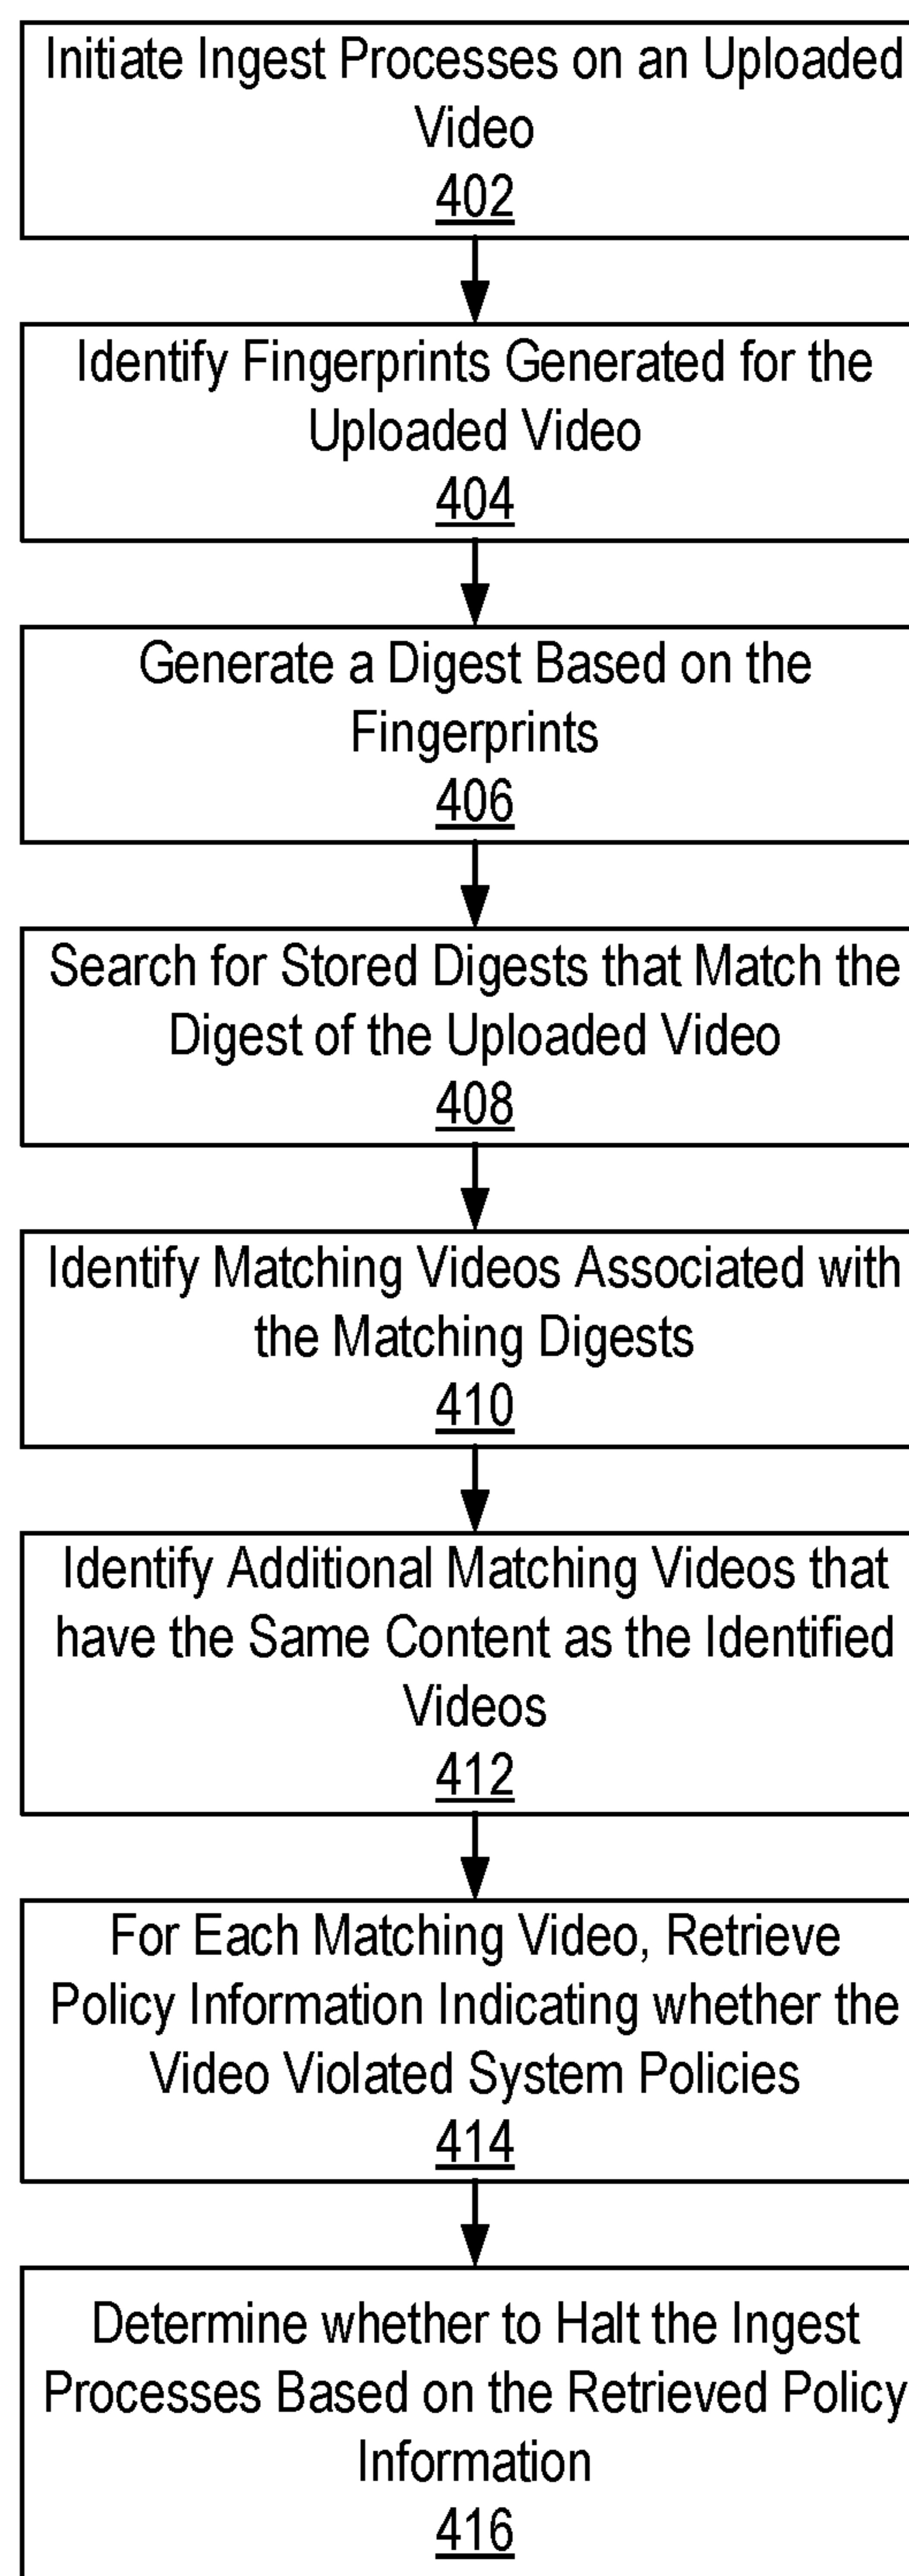 Initiate Ingest Processes on an Uploaded
Video
402
Identify Fingerprints Generated for the
Uploaded Video
404
Generate a Digest Based on the
Fingerprints
406
Search for Stored Digests that Match the
Digest of the Uploaded Video
408
Identify Matching Videos Associated with
the Matching Digests
410
Identify Additional Matching Videos that
have the Same Content as the Identified
Videos
412
For Each Matching Video, Retrieve
Policy Information Indicating whether the
Video Violated System Policies
414
Determine whether to Halt the Ingest
Processes Based on the Retrieved Policy
Information
416